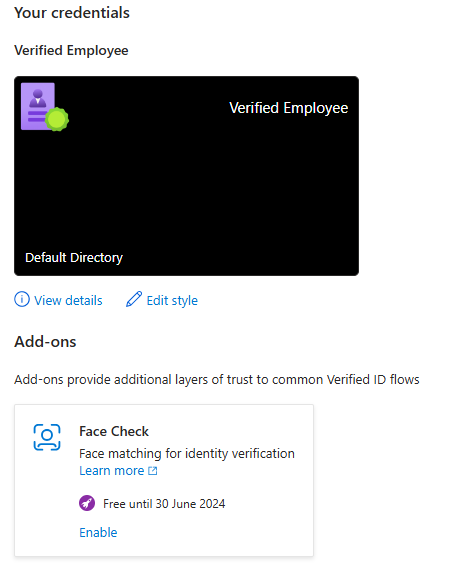 Your credentials
Verified Employee
Verified Employee
Default Directory
View details Edit style
Add-ons
Add-ons provide additional layers of trust to common Verified ID flows
Face Check
Face matching for identity verification
Learn more
Free until 30 June 2024
Enable